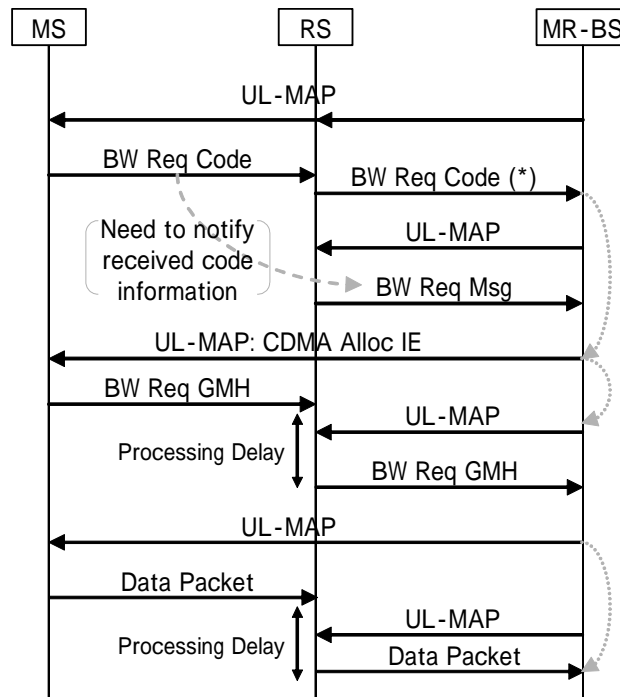 MS
RS
MR-BS
UL-MAP
BW Req Code
BW Req Code (*)
Need to notify
received code
information
UL-MAP
BW Req Msg
UL-MAP: CDMA Alloc IE
BW Req GMH
UL-MAP
Processing Delay
BW Req GMH
UL-MAP
Data Packet
UL-MAP
Processing Delay
Data Packet